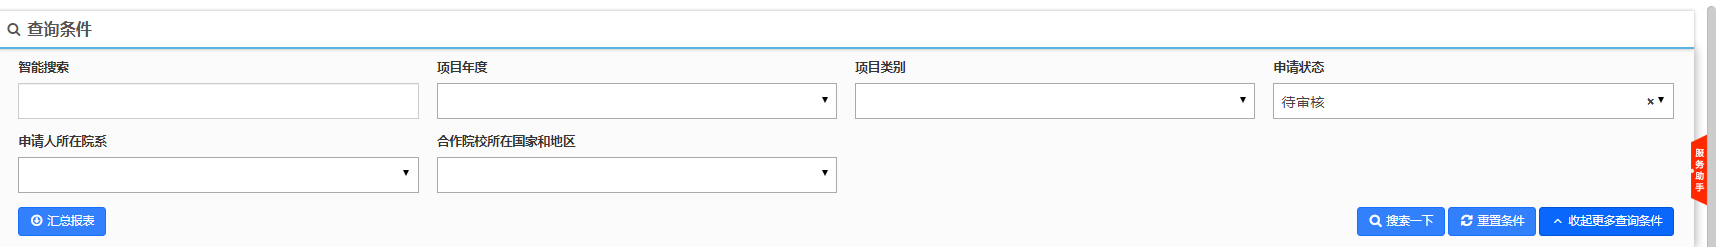 查询条件
智能搜索 项目年度 项目类别 申请状态
待审核 ×
申请人所在院系 合作院校所在国家和地区
汇总报表 搜索一下 重置条件 收起更多查询条件
服务助手